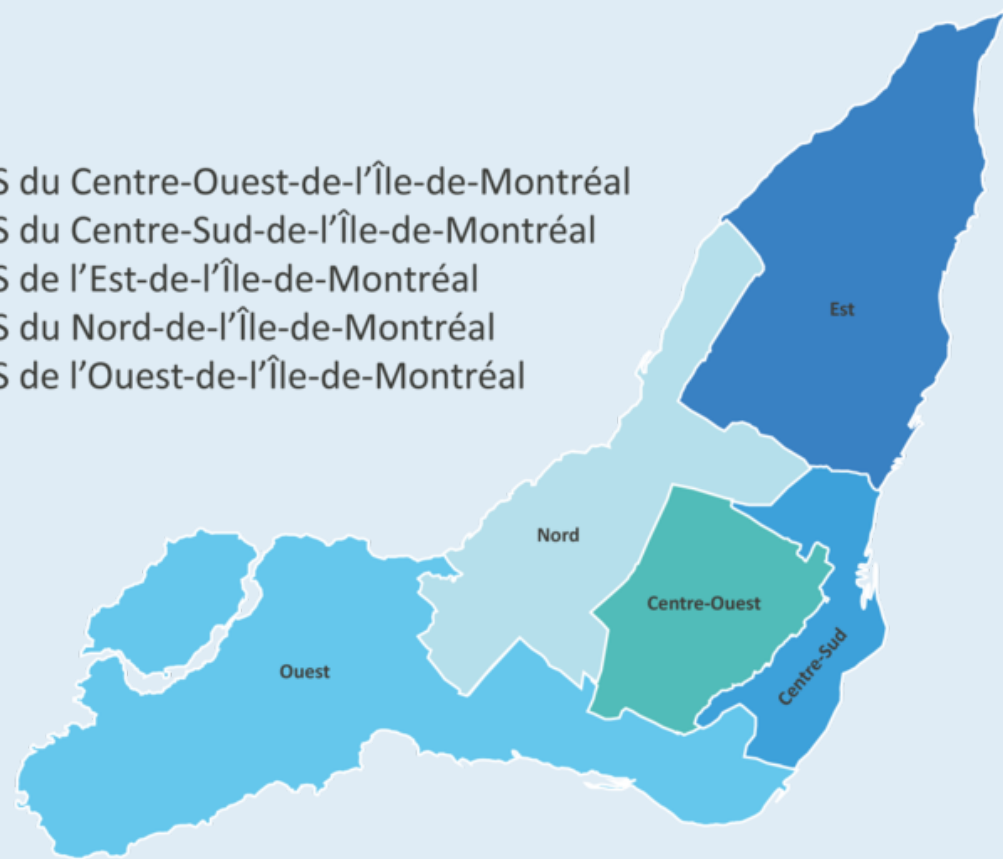 S du Centre-Ouest-de-l'Île-de-Montréal
S du Centre-Sud-de-l'Île-de-Montréal
S de l'Est-de-l'Île-de-Montréal
S du Nord-de-l'Île-de-Montréal
S de l'Ouest-de-l'Île-de-Montréal
Est
Nord
Centre-Ouest
Centre-Sud
Ouest